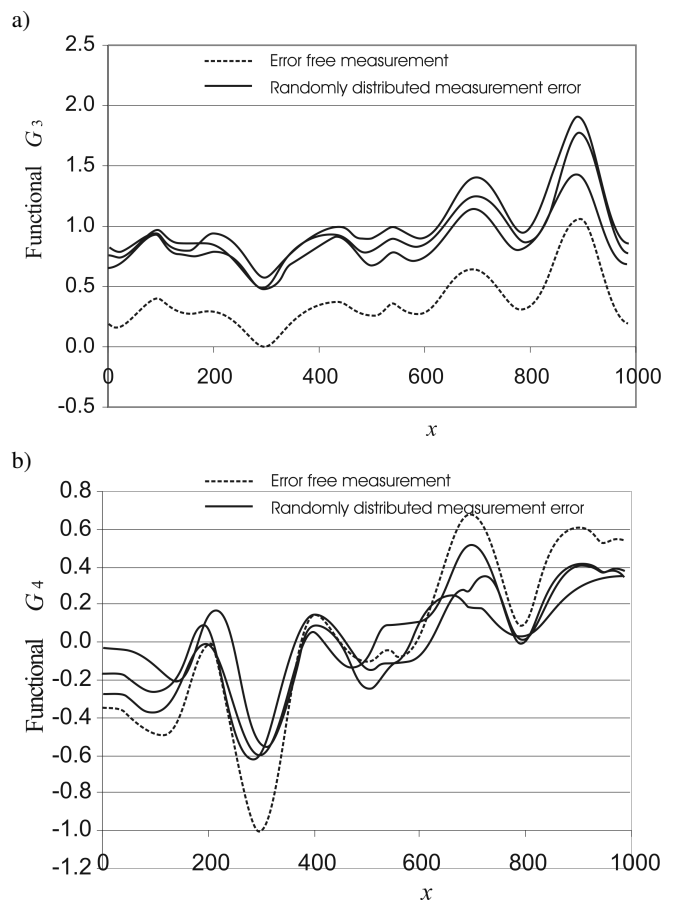 a)
2.5
Error free measurement
Randomly distributed measurement error
2.0
1.5
1.0
0.5
0.0
-0.5
Functional G3
0 200 400 600 800 1000
x
b)
Error free measurement
0.8
Randomly distributed measurement error
0.6
0.4
0.2
0.0
-0.2
-0.4
-0.6
-0.8
-1.0
-1.2
Functional G4
0 200 400 600 800 1000
x